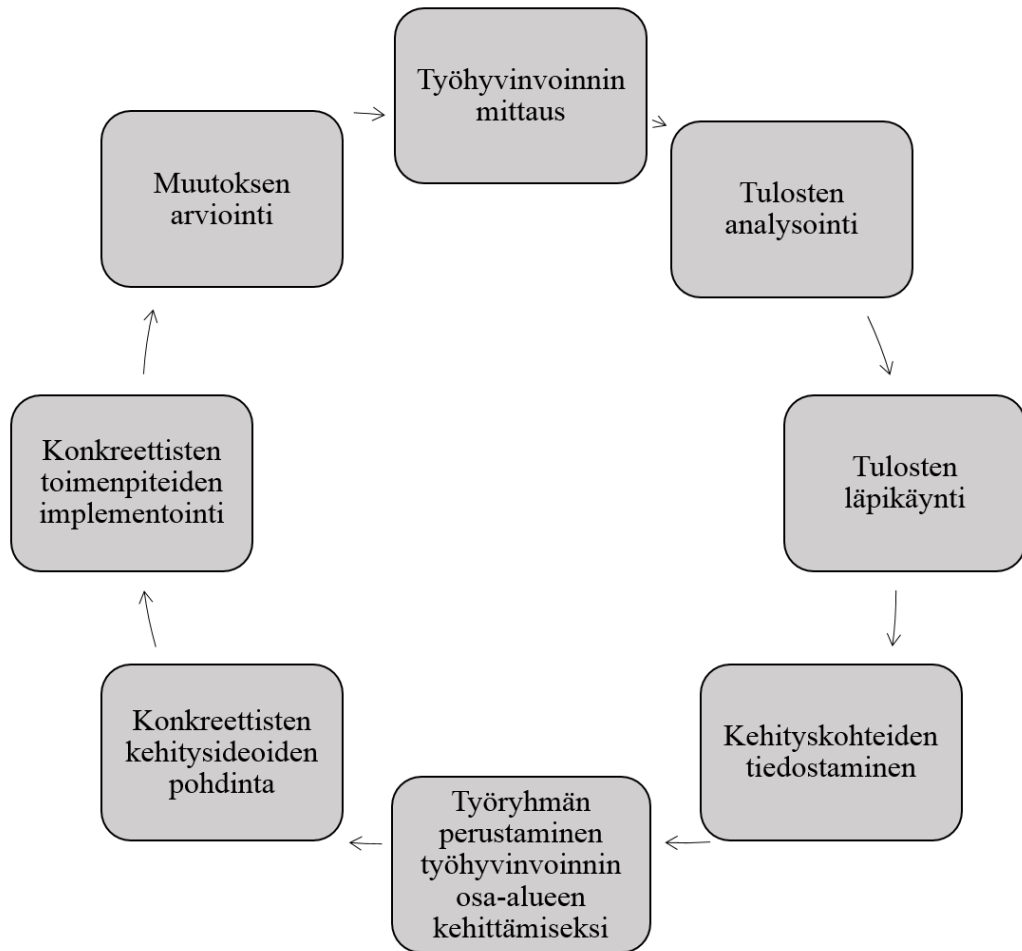 Työhyvinvoinnin
mittaus
Tulosten
analysointi
Tulosten
läpikäynti
Kehityskohteiden
tiedostaminen
Työryhmän
perustaminen
työhyvinvoinnin
osa-alueen
kehittämiseksi
Konkreettisten
kehitysideoiden
pohdinta
Konkreettisten
toimenpiteiden
implementointi
Muutoksen
arviointi